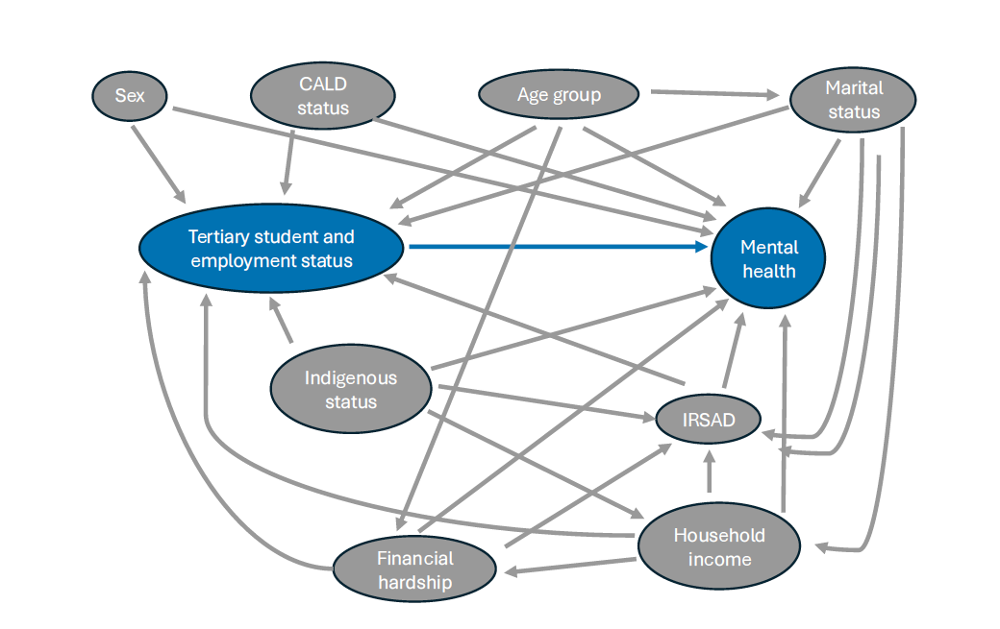 Sex
CALD
status
Age group
Marital
status
Tertiary student and
employment status
Mental
health
Indigenous
status
IRSAD
Financial
hardship
Household
income